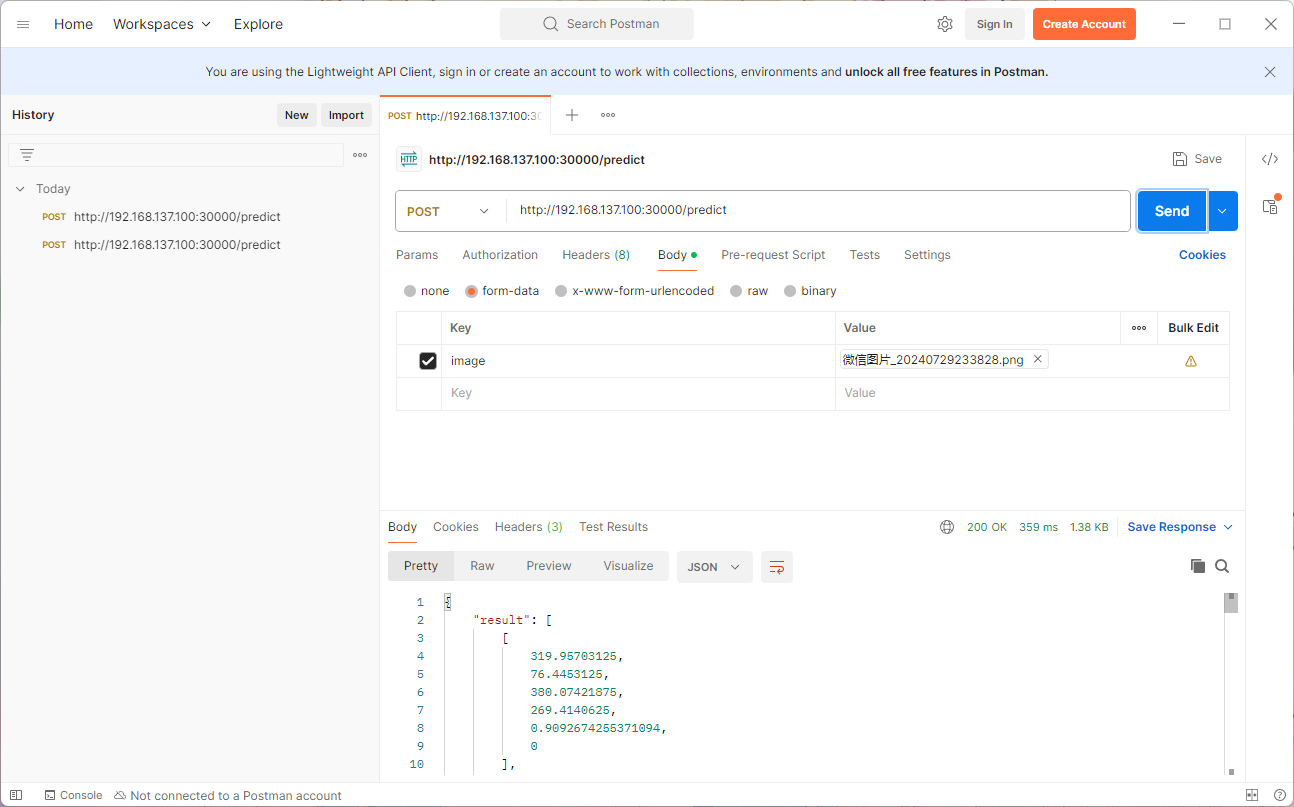 Home Workspaces Explore Search Postman Sign In Create Account
You are using the Lightweight API Client, sign in or create an account to work with collections, environments and unlock all free features in Postman.
History New Import
POST http://192.168.137.100:30
Today
POST http://192.168.137.100:30000/predict
POST http://192.168.137.100:30000/predict
HTTP http://192.168.137.100:30000/predict Save </>
POST http://192.168.137.100:30000/predict Send
Params Authorization Headers (8) Body Pre-request Script Tests Settings Cookies
none form-data x-www-form-urlencoded raw binary
Key Value Bulk Edit
image 微信图片_20240729233828.png
Key Value
Body Cookies Headers (3) Test Results 200 OK 359 ms 1.38 KB Save Response
Pretty Raw Preview Visualize JSON
1 {
2 "result": [
3 [
4 319.95703125,
5 76.4453125,
6 380.07421875,
7 269.4140625,
8 0.9092674255371094,
9 0
10 ],
Console Not connected to a Postman account